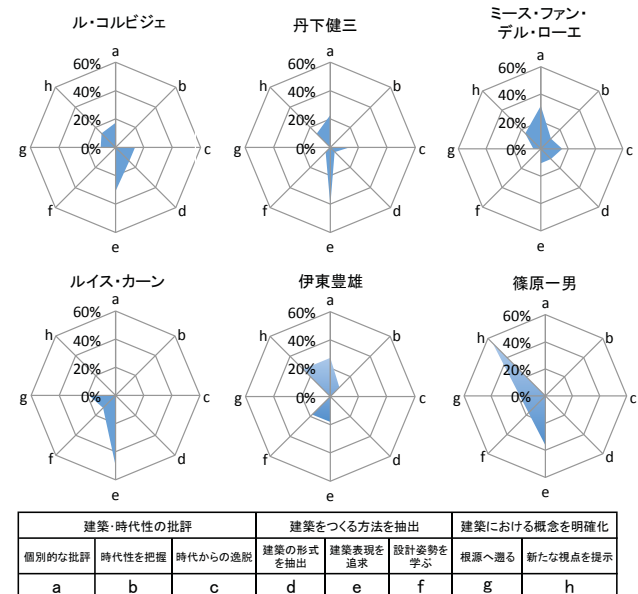 ル・コルビジェ
a
60%
40%
20%
0%
b
c
d
e
f
g
h
丹下健三
a
60%
40%
20%
0%
b
c
d
e
f
g
h
ミース・ファン・
デル・ローエ
a
60%
40%
20%
0%
b
c
d
e
f
g
h
ルイス・カーン
a
60%
40%
20%
0%
b
c
d
e
f
g
h
伊東豊雄
a
60%
40%
20%
0%
b
c
d
e
f
g
h
篠原一男
a
60%
40%
20%
0%
b
c
d
e
f
g
h
建築・時代性の批評 建築をつくる方法を抽出 建築における概念を明確化
個別的な批評 時代性を把握 時代からの逸脱 建築の形式を抽出 建築表現を追求 設計姿勢を学ぶ 根源へ遡る 新たな視点を提示
a b c d e f g h